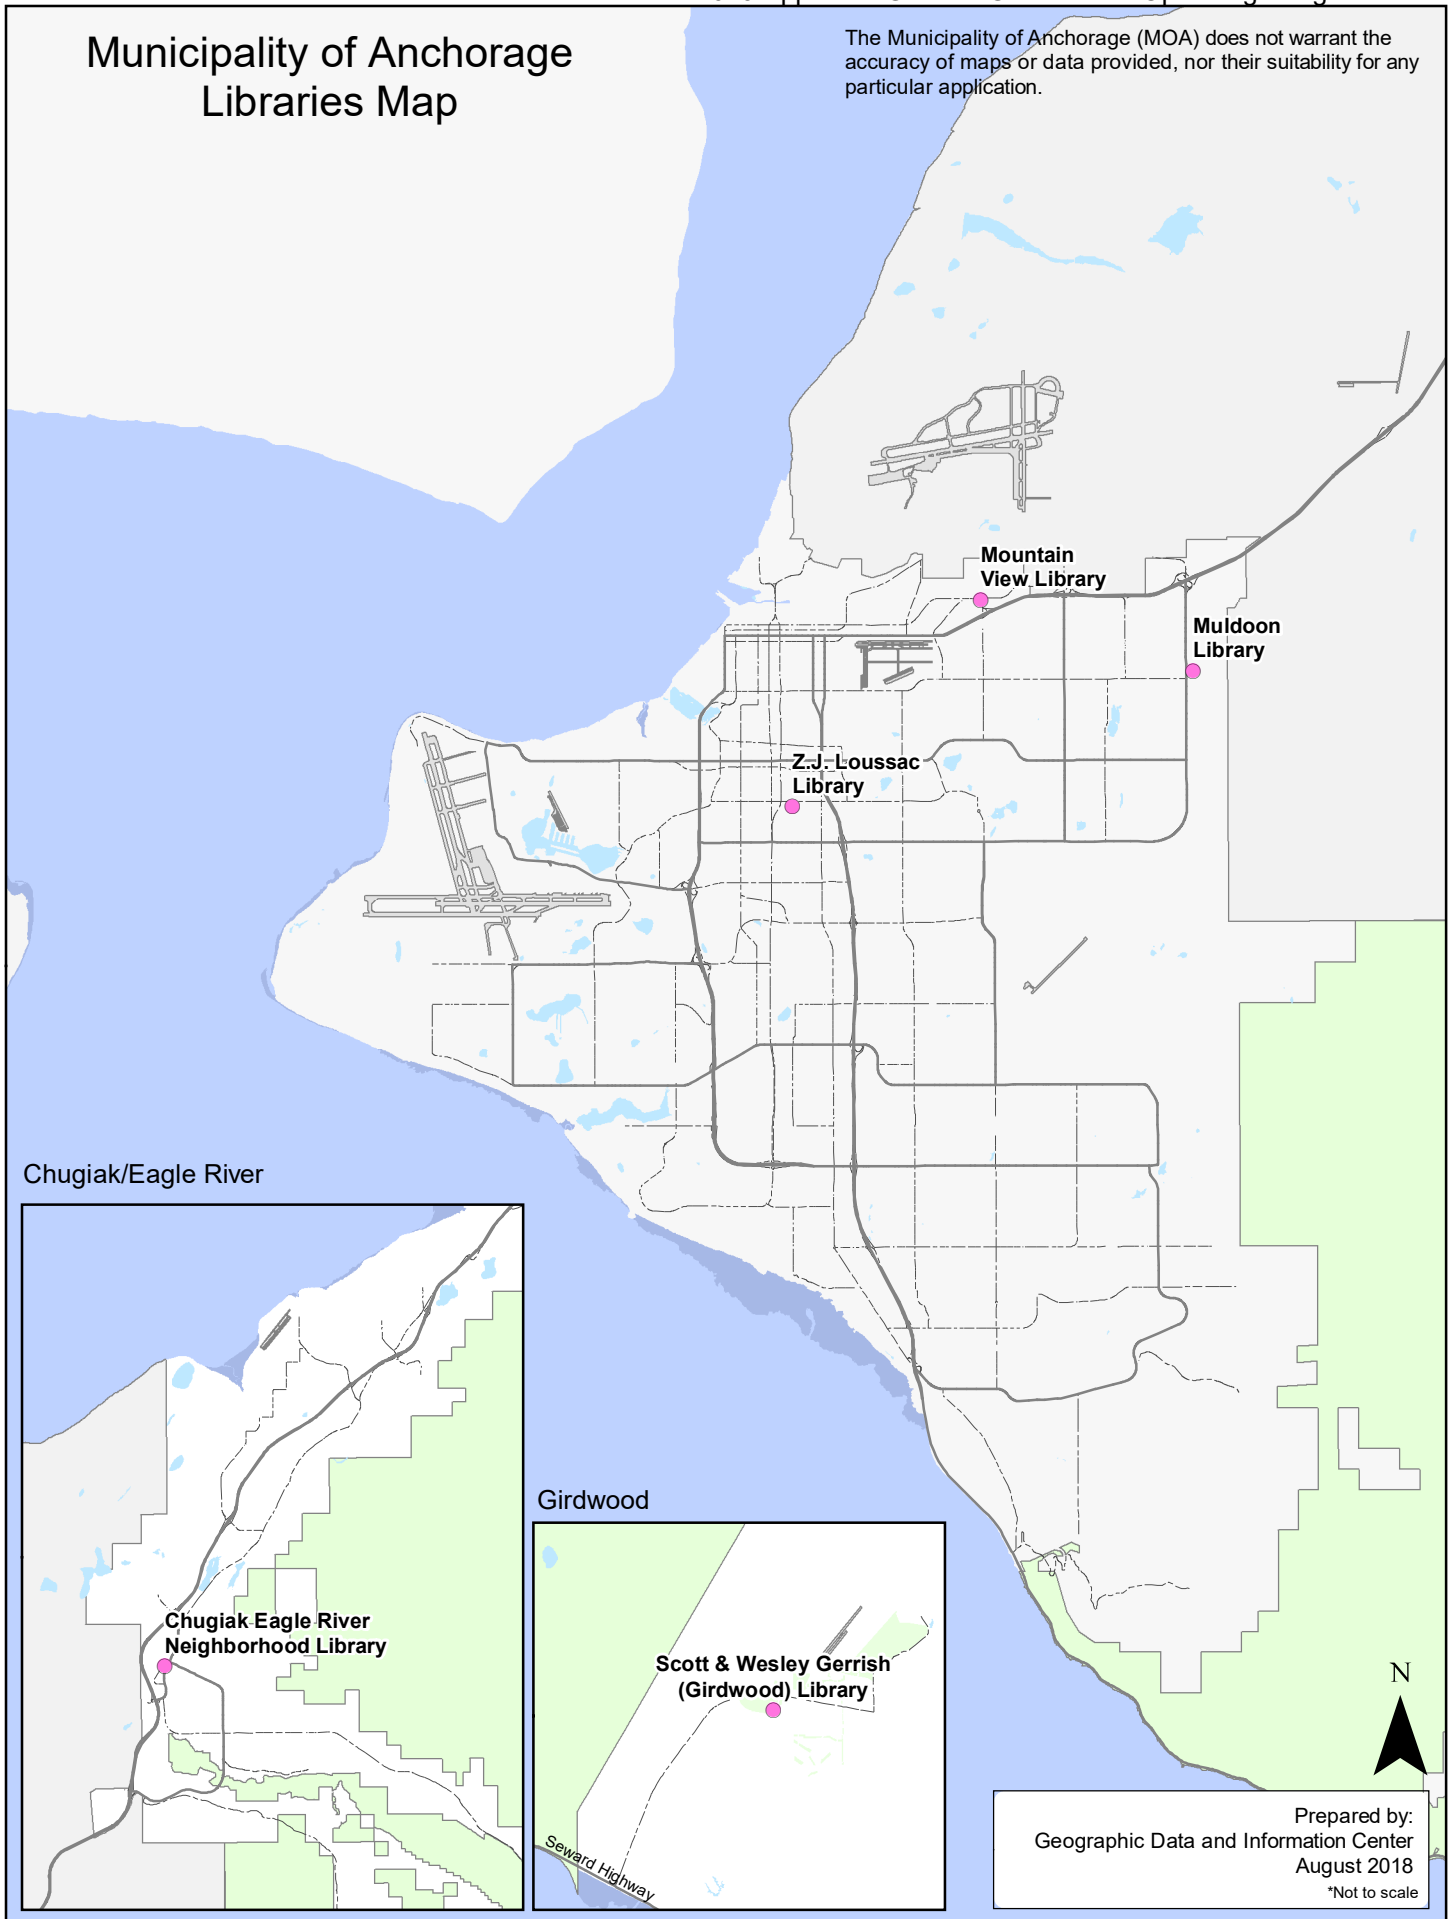 Municipality of Anchorage
Libraries Map
The Municipality of Anchorage (MOA) does not warrant the
accuracy of maps or data provided, nor their suitability for any
particular application.
Mountain
View Library
Muldoon
Library
Z.J. Loussac
Library
Chugiak/Eagle River
Chugiak Eagle River
Neighborhood Library
Girdwood
Scott & Wesley Gerrish
(Girdwood) Library
Seward Highway
N
Prepared by:
Geographic Data and Information Center
August 2018
*Not to scale